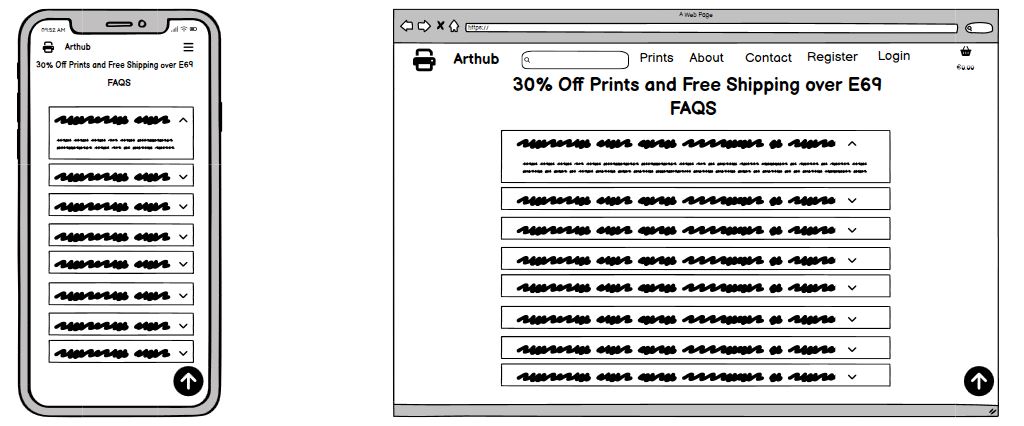 09:52 AM
Arthub
30% Off Prints and Free Shipping over E69
FAQS
A Web Page
https://
Arthub
Prints
About
Contact
Register
Login
€0.00
30% Off Prints and Free Shipping over E69
FAQS